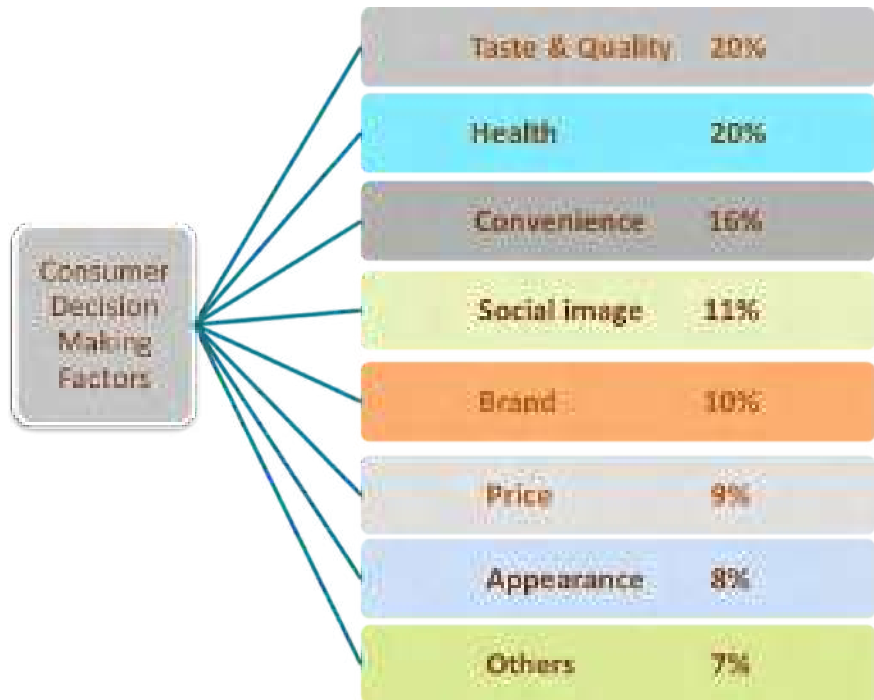 Consumer
Decision
Making
Factors
Taste & Quality 20%
Health 20%
Convenience 16%
Social image 11%
Brand 10%
Price 9%
Appearance 8%
Others 7%